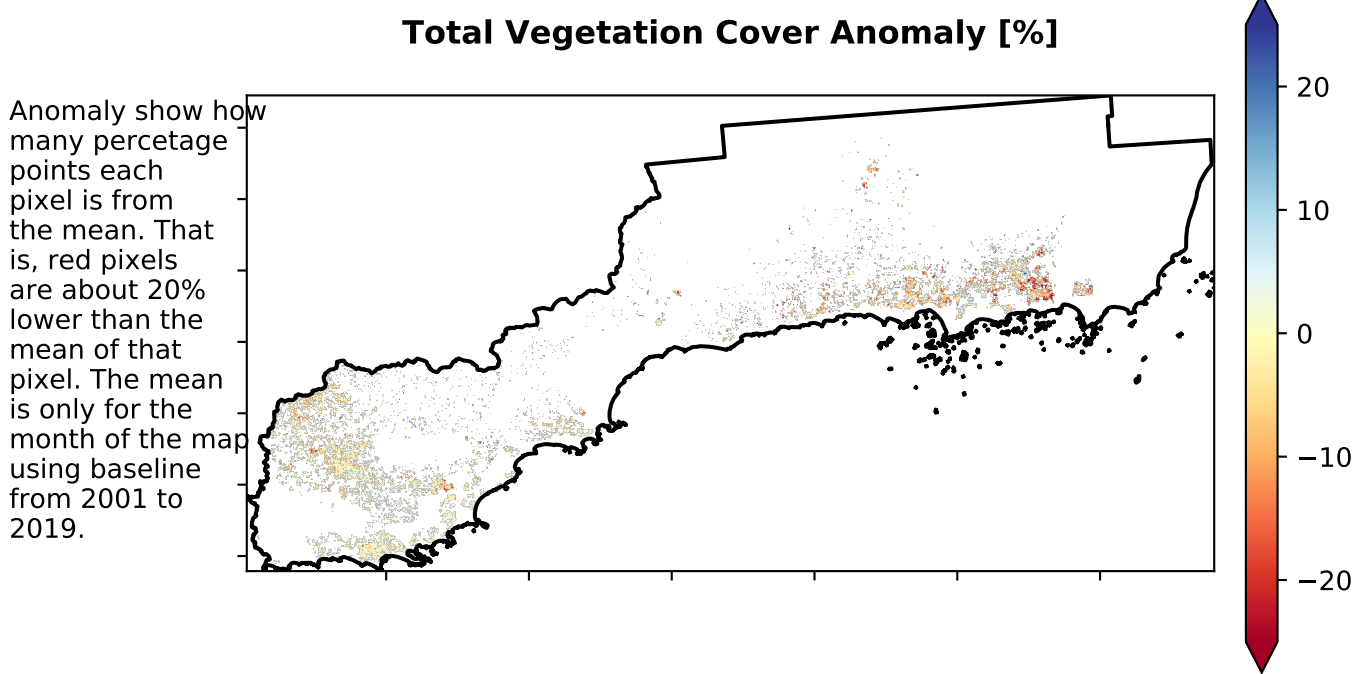 Total Vegetation Cover Anomaly [%]
Anomaly show how
many percetage
points each
pixel is from
the mean. That
is, red pixels
are about 20%
lower than the
mean of that
pixel. The mean
is only for the
month of the map
using baseline
from 2001 to
2019.
20
10
0
−10
−20